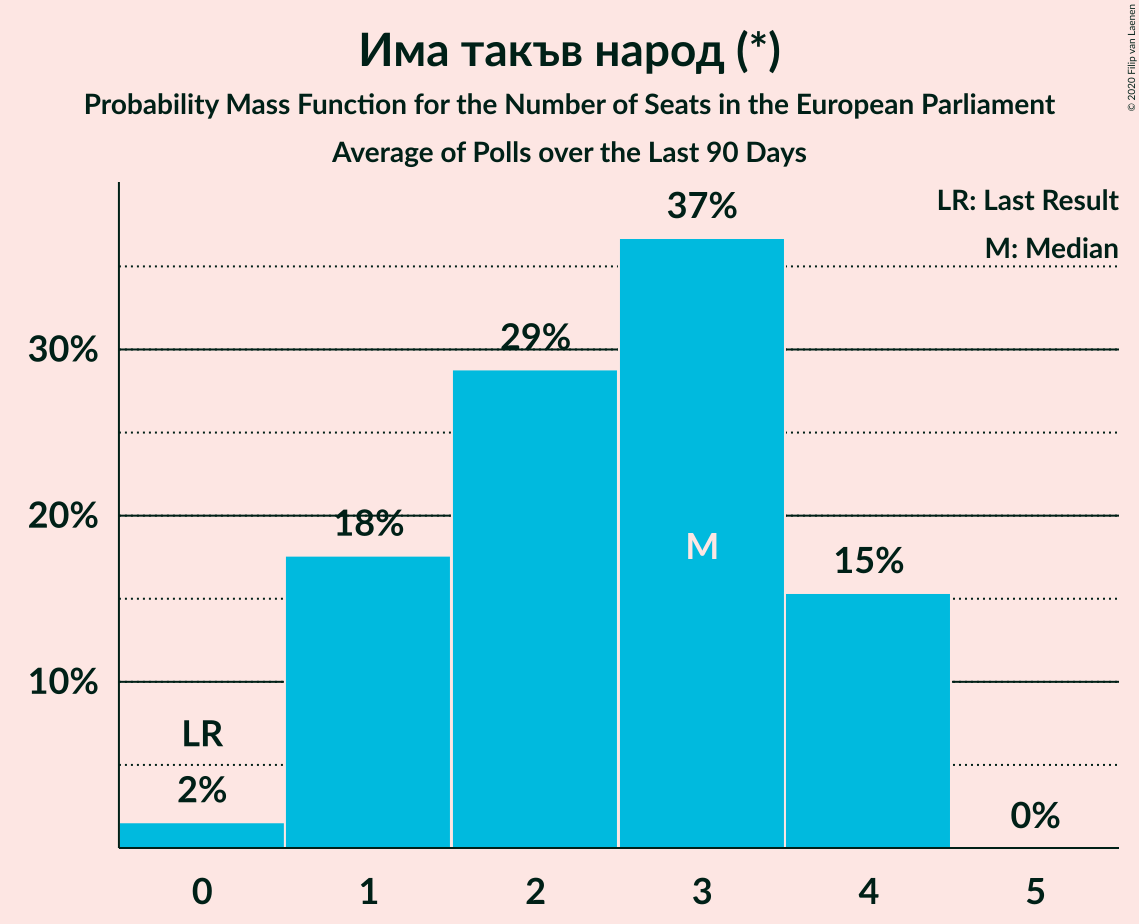 Има такъв народ (*)
Probability Mass Function for the Number of Seats in the European Parliament
Average of Polls over the Last 90 Days
© 2020 Filip van Laenen
LR: Last Result
M: Median
37%
30%
29%
20%
18%
M
15%
10%
LR
2%
0%
0 1 2 3 4 5